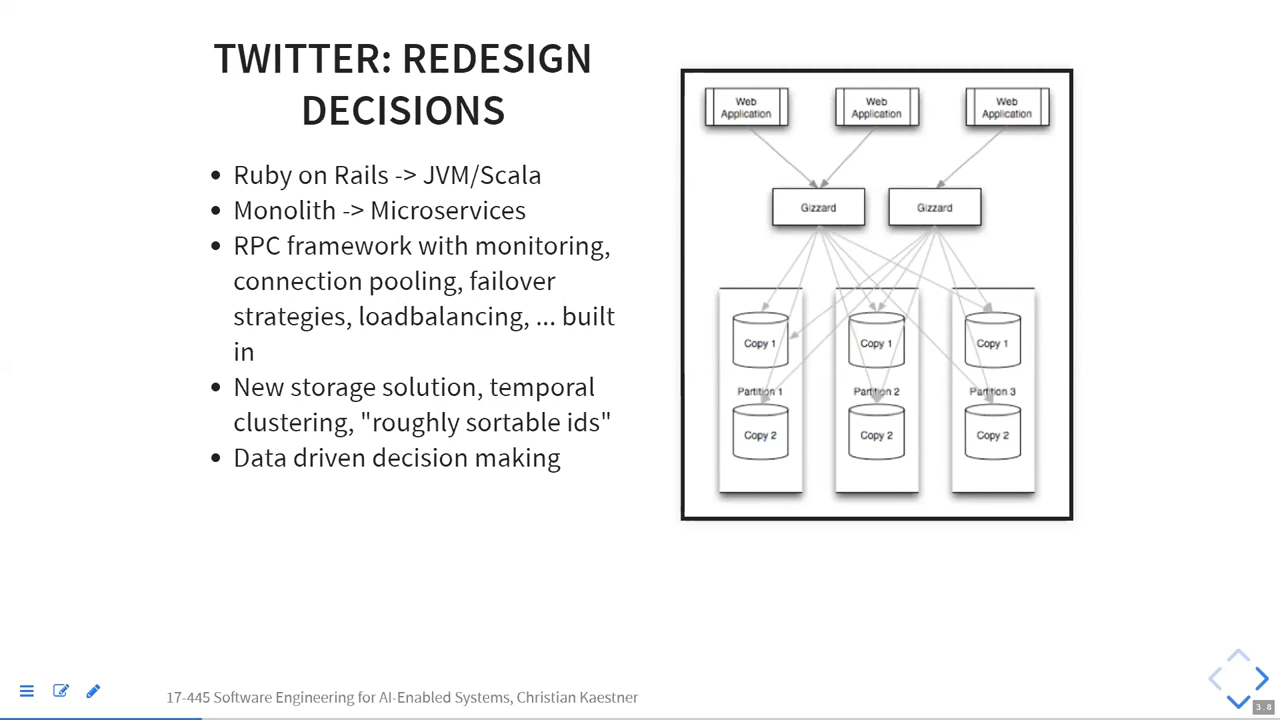 TWITTER: REDESIGN
DECISIONS
• Ruby on Rails -> JVM/Scala
• Monolith -> Microservices
• RPC framework with monitoring,
connection pooling, failover
strategies, loadbalancing, ... built
in
• New storage solution, temporal
clustering, "roughly sortable ids"
• Data driven decision making
Web
Application
Web
Application
Web
Application
Gizzard
Gizzard
Copy 1
Copy 1
Copy 1
Partition 1
Partition 2
Partition 3
Copy 2
Copy 2
Copy 2
17-445 Software Engineering for AI-Enabled Systems, Christian Kaestner
3.8